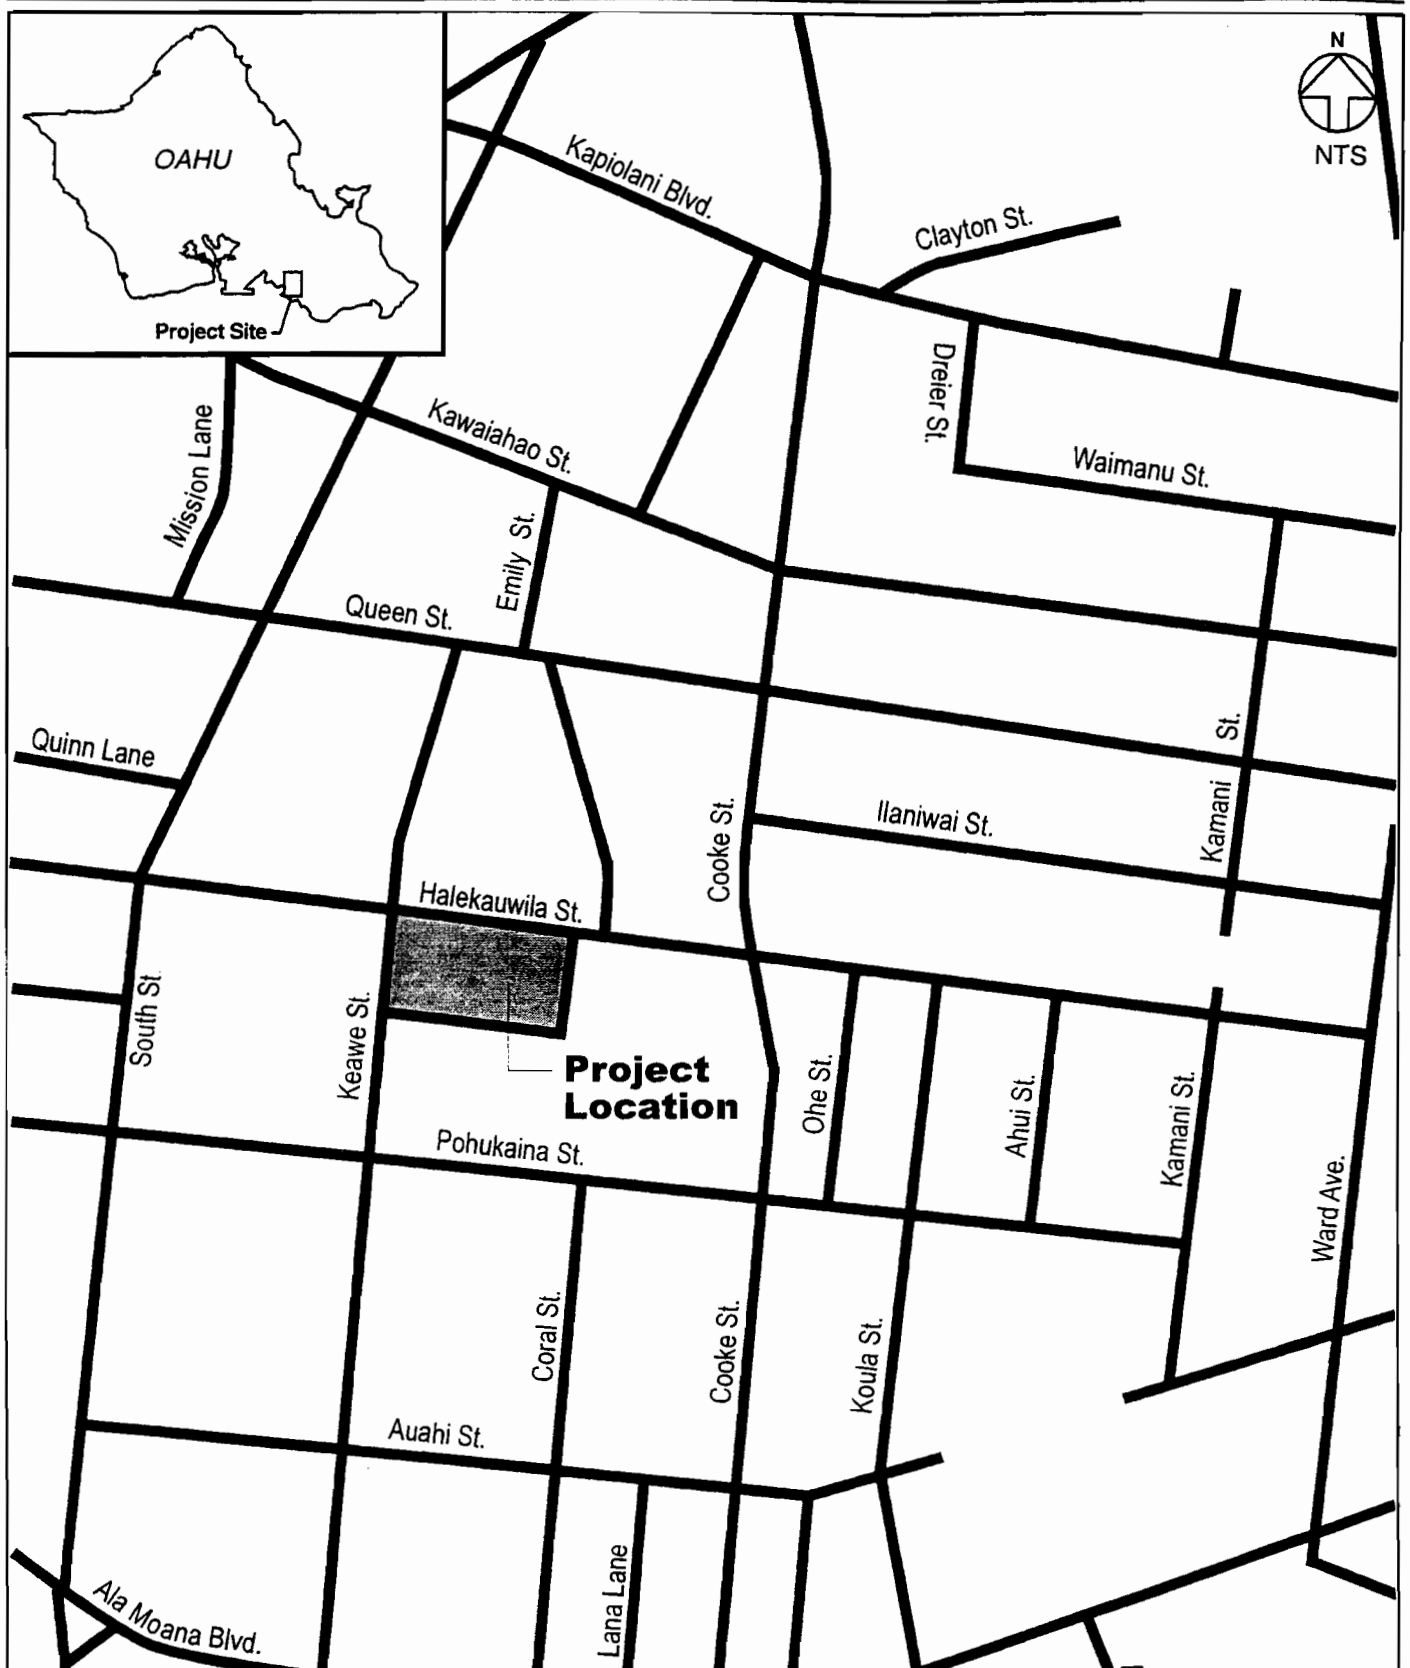 N
NTS
OAHU
Project Site
Kapiolani Blvd.
Clayton St.
Dreier St.
Waimanu St.
Mission Lane
Kawaiahao St.
Emily St.
Queen St.
Quinn Lane
Kamani St.
Cooke St.
Ilaniwai St.
Halekauwila St.
South St.
Keawe St.
Project
Location
Ohe St.
Ahui St.
Kamani St.
Ward Ave.
Pohukaina St.
Coral St.
Cooke St.
Koula St.
Auahi St.
Lana Lane
Ala Moana Blvd.